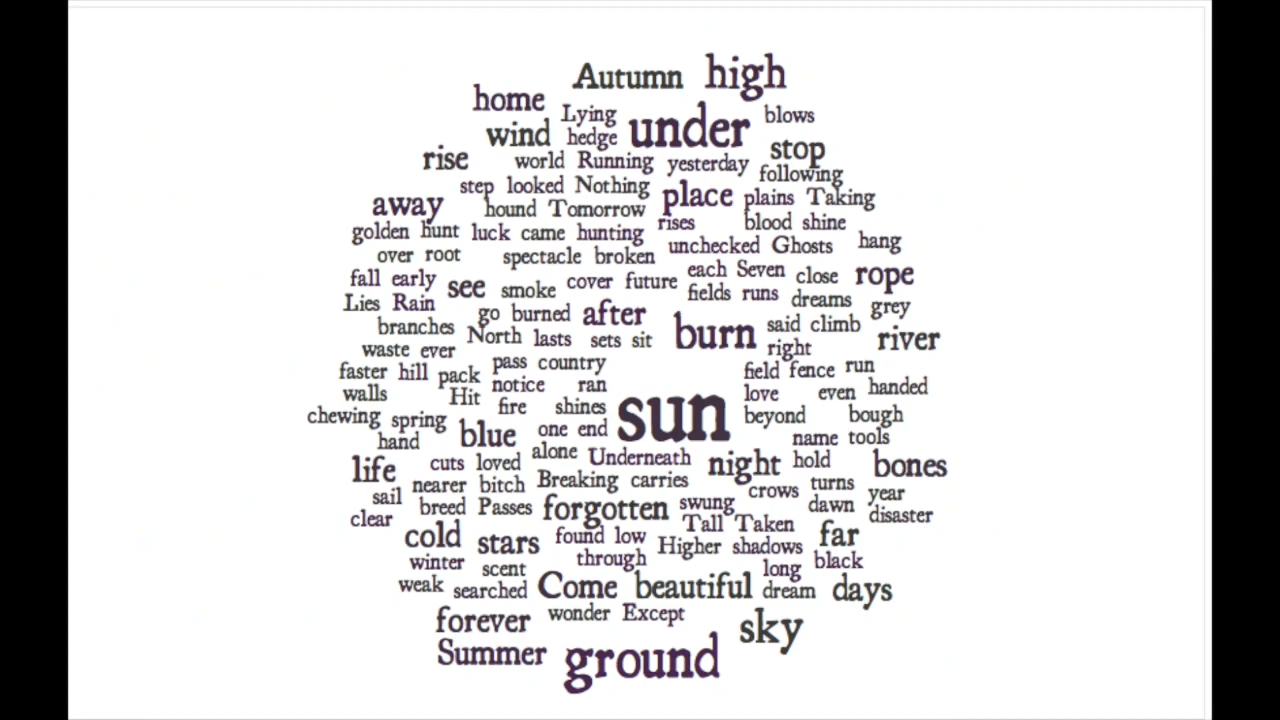 Autumn high
home Lying under blows
wind hedge stop
rise world Running yesterday following
step looked Nothing place plains Taking
away hound Tomorrow rises blood shine
golden hunt luck came hunting unchecked Ghosts hang
over root spectacle broken each Seven close rope
fall early see smoke cover future fields runs dreams grey
Lies Rain go burned after burn said climb river
branches North lasts sets sit right
waste ever pass country field fence run
faster hill pack notice ran love even handed
walls Hit fire shines sun beyond bough
chewing spring blue one end name tools
hand alone Underneath night hold bones
life cuts loved Breaking carries crows turns year
sail nearer bitch forgotten swung dawn disaster
clear breed Passes Tall Taken far
cold stars found low Higher shadows black
winter scent through long
weak searched Come beautiful dream days
forever wonder Except sky
Summer ground